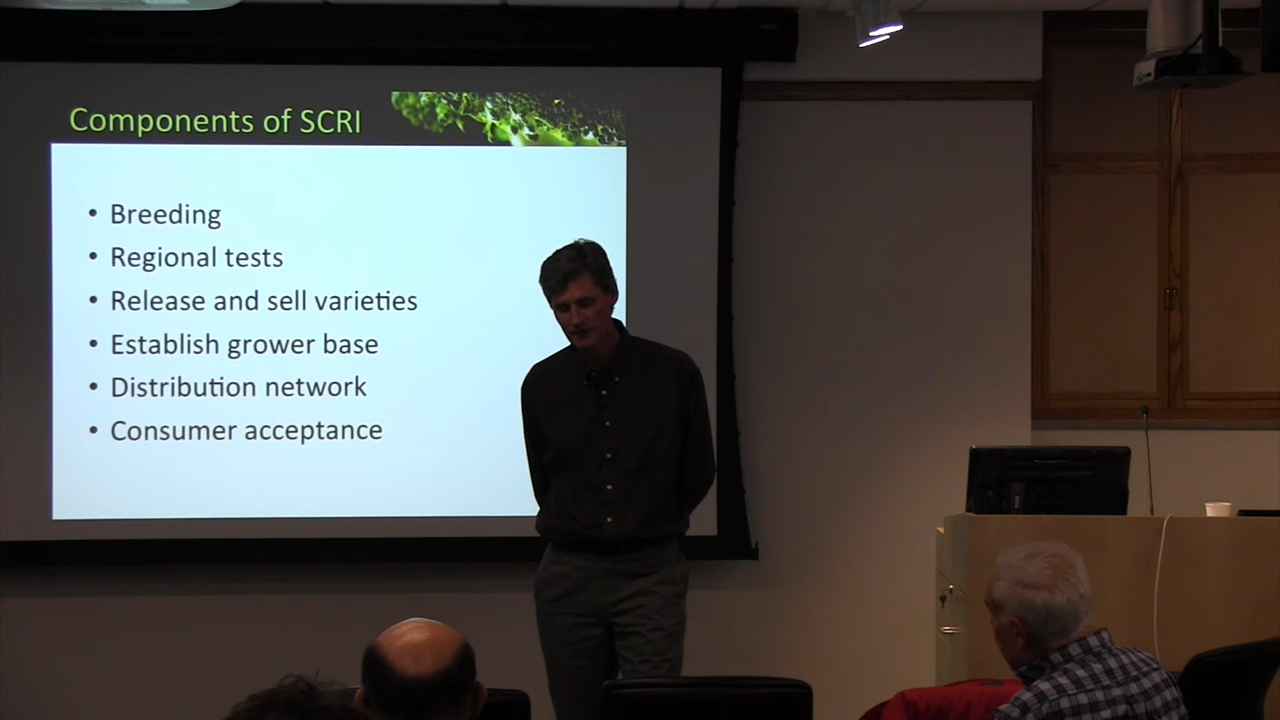 Components of SCRI
• Breeding
• Regional tests
• Release and sell varieties
• Establish grower base
• Distribution network
• Consumer acceptance